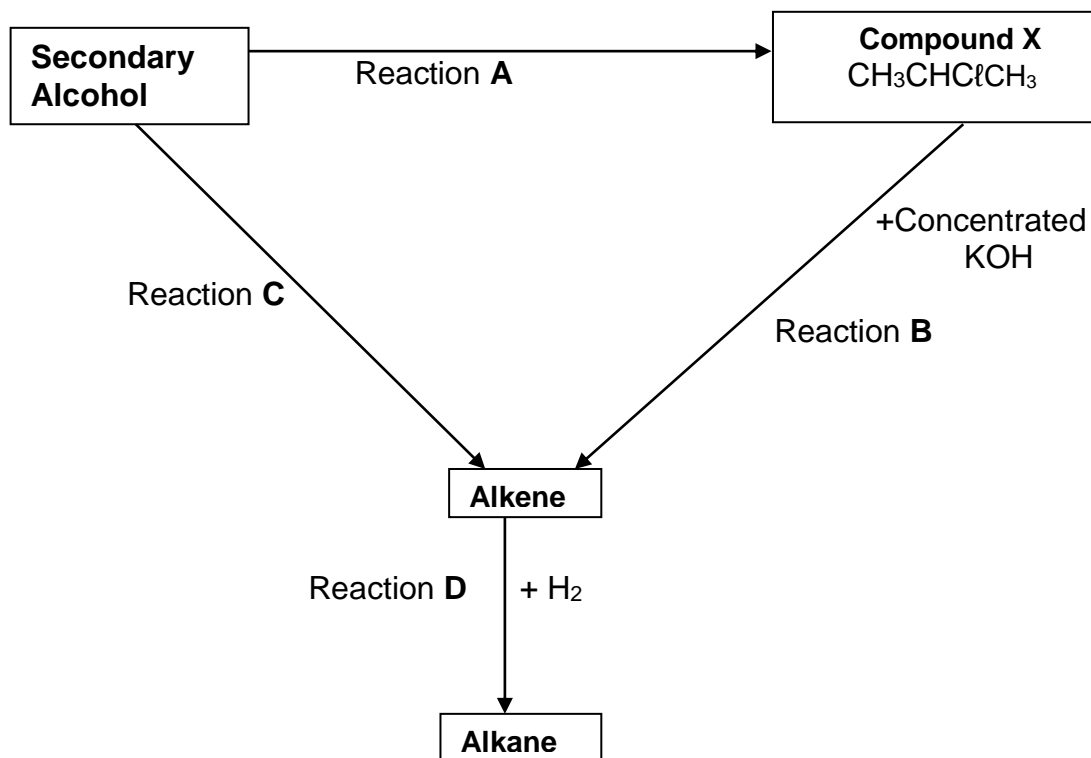 Secondary
Alcohol
Reaction A
Compound X
CH₃CHCℓCH₃
+Concentrated
KOH
Reaction C
Reaction B
Alkene
Reaction D
+ H₂
Alkane